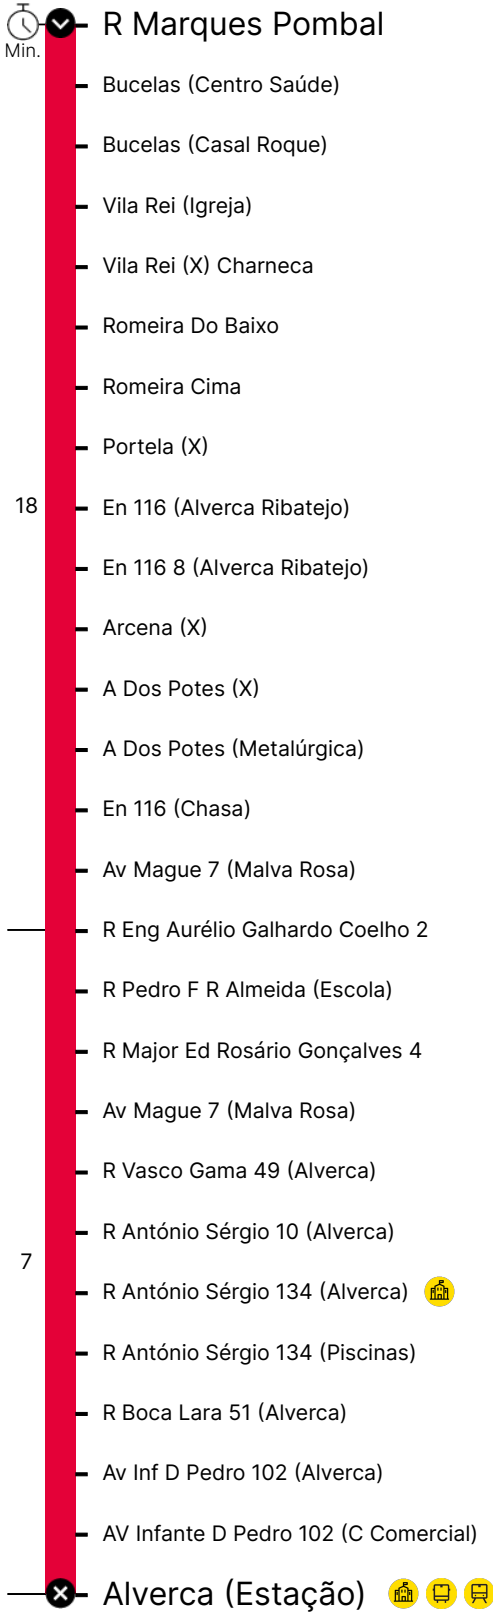 R Marques Pombal
Min.
Bucelas (Centro Saúde)
Bucelas (Casal Roque)
Vila Rei (Igreja)
Vila Rei (X) Charneca
Romeira Do Baixo
Romeira Cima
Portela (X)
18 En 116 (Alverca Ribatejo)
En 116 8 (Alverca Ribatejo)
Arcena (X)
A Dos Potes (X)
A Dos Potes (Metalúrgica)
En 116 (Chasa)
Av Mague 7 (Malva Rosa)
R Eng Aurélio Galhardo Coelho 2
R Pedro F R Almeida (Escola)
R Major Ed Rosário Gonçalves 4
Av Mague 7 (Malva Rosa)
R Vasco Gama 49 (Alverca)
R António Sérgio 10 (Alverca)
7
R António Sérgio 134 (Alverca)
R António Sérgio 134 (Piscinas)
R Boca Lara 51 (Alverca)
Av Inf D Pedro 102 (Alverca)
AV Infante D Pedro 102 (C Comercial)
Alverca (Estação)